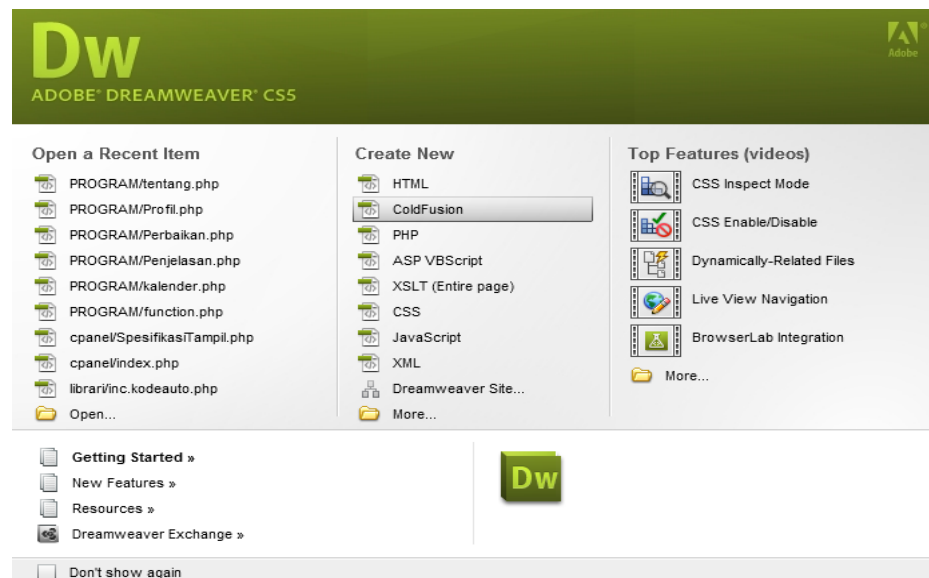 Dw
ADOBE® DREAMWEAVER® CS5
Adobe®
Open a Recent Item
PROGRAM/tentang.php
PROGRAM/Profil.php
PROGRAM/Perbaikan.php
PROGRAM/Penjelasan.php
PROGRAM/kalender.php
PROGRAM/function.php
cpanel/SpesifikasiTampil.php
cpanel/index.php
librari/inc.kodeauto.php
Open...
Create New
HTML
ColdFusion
PHP
ASP VBScript
XSLT (Entire page)
CSS
JavaScript
XML
Dreamweaver Site...
More...
Top Features (videos)
CSS Inspect Mode
CSS Enable/Disable
Dynamically-Related Files
Live View Navigation
BrowserLab Integration
More...
Getting Started »
New Features »
Resources »
Dreamweaver Exchange »
Dw
Don't show again